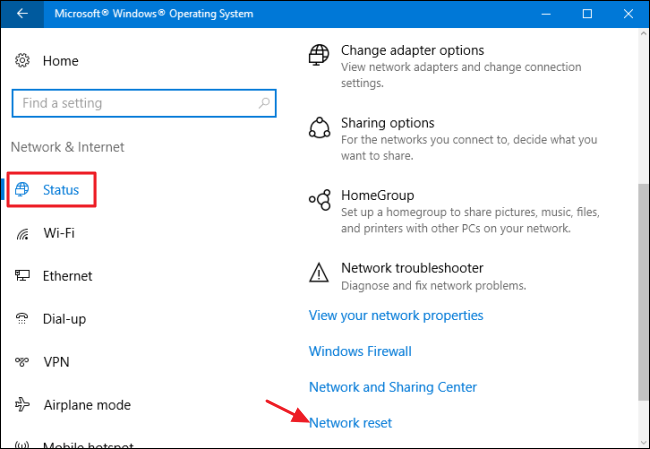 Microsoft® Windows® Operating System
Home
Find a setting
Network & Internet
Status
Wi-Fi
Ethernet
Dial-up
VPN
Airplane mode
Mobile hotspot
Change adapter options
View network adapters and change connection
settings.
Sharing options
For the networks you connect to, decide what you
want to share.
HomeGroup
Set up a homegroup to share pictures, music, files,
and printers with other PCs on your network.
Network troubleshooter
Diagnose and fix network problems.
View your network properties
Windows Firewall
Network and Sharing Center
Network reset